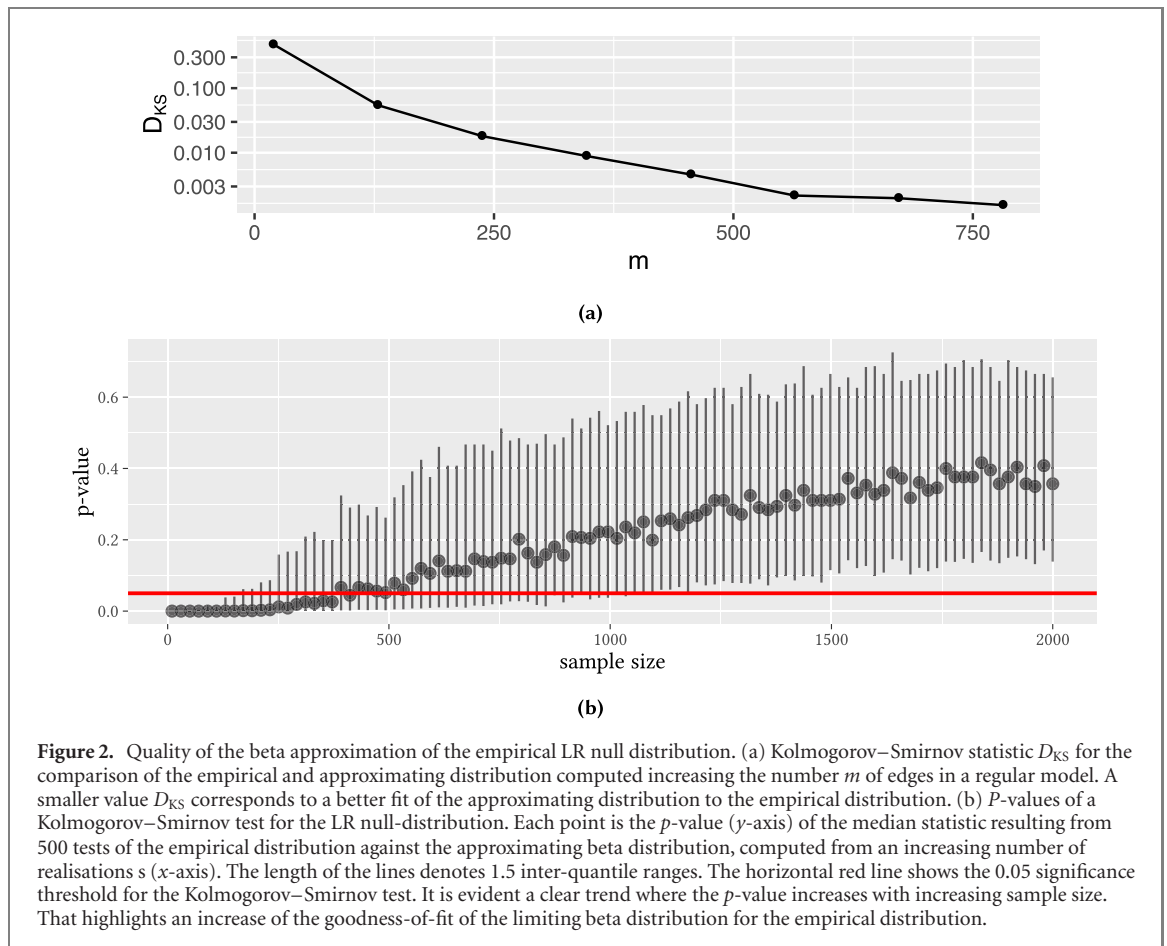 0.300
0.100
0.030
0.010
0.003
D_KS
0 250 500 750
m
(a)
0.6
0.4
0.2
0.0
p-value
0 500 1000 1500 2000
sample size
(b)
Figure 2. Quality of the beta approximation of the empirical LR null distribution. (a) Kolmogorov–Smirnov statistic D_KS for the
comparison of the empirical and approximating distribution computed increasing the number m of edges in a regular model. A
smaller value D_KS corresponds to a better fit of the approximating distribution to the empirical distribution. (b) P-values of a
Kolmogorov–Smirnov test for the LR null-distribution. Each point is the p-value (y-axis) of the median statistic resulting from
500 tests of the empirical distribution against the approximating beta distribution, computed from an increasing number of
realisations s (x-axis). The length of the lines denotes 1.5 inter-quantile ranges. The horizontal red line shows the 0.05 significance
threshold for the Kolmogorov–Smirnov test. It is evident a clear trend where the p-value increases with increasing sample size.
That highlights an increase of the goodness-of-fit of the limiting beta distribution for the empirical distribution.